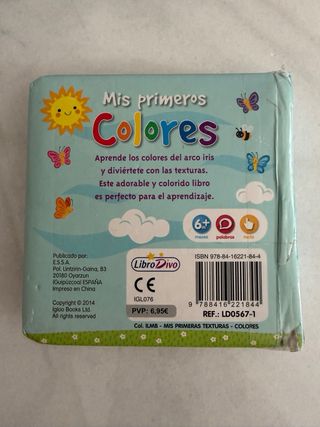 Mis primeros
Colores
Aprende los colores del arco iris
y diviértete con las texturas.
Este adorable y colorido libro
es perfecto para el aprendizaje.
6+
meses
palabras
tacto
Publicado por:
E.S.S.A.
Pol. Lintzirin-Gaina, B3
20180 Oyarzun
(Guipúzcoa) ESPAÑA
Impreso en China
Copyright © 2014
Igloo Books Ltd.
All rights reserved
LibroDivo
CE
IGL076
PVP: 6,95€
ISBN 978-84-16221-84-4
9 788416 221844
REF.: LD0567-1
Col. ILMB - MIS PRIMERAS TEXTURAS - COLORES